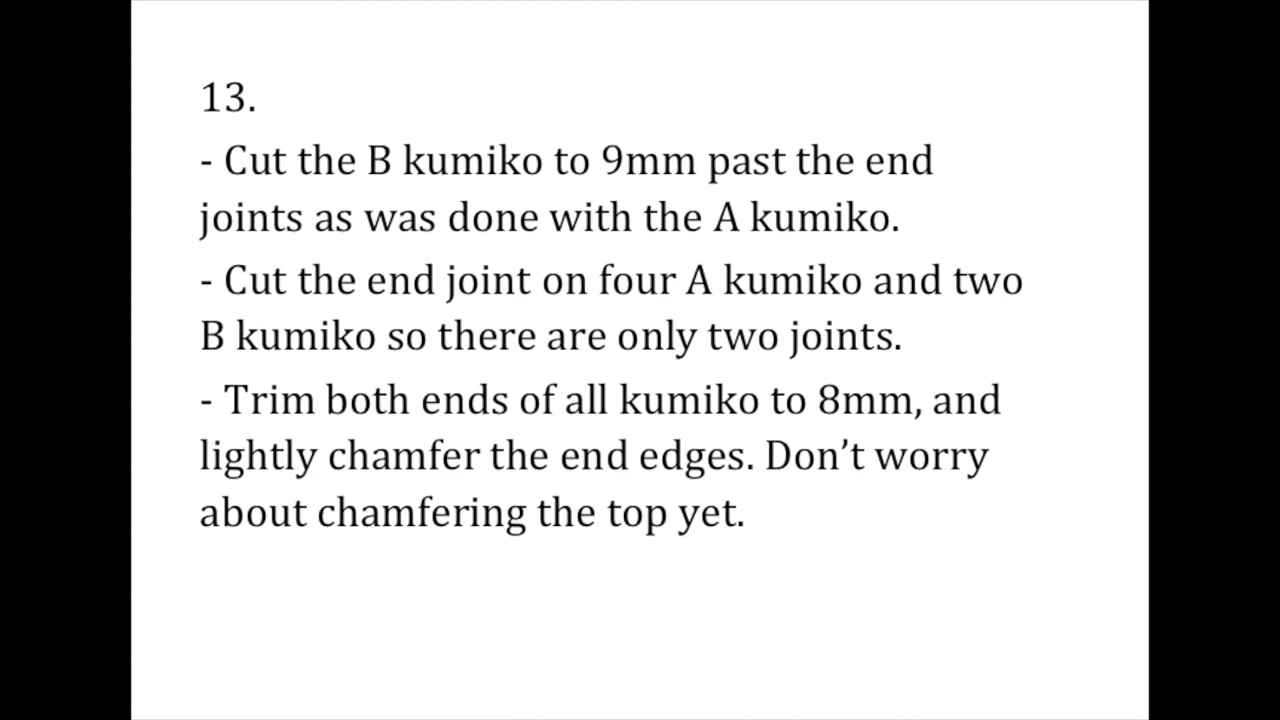 13.
- Cut the B kumiko to 9mm past the end
joints as was done with the A kumiko.
- Cut the end joint on four A kumiko and two
B kumiko so there are only two joints.
- Trim both ends of all kumiko to 8mm, and
lightly chamfer the end edges. Don’t worry
about chamfering the top yet.